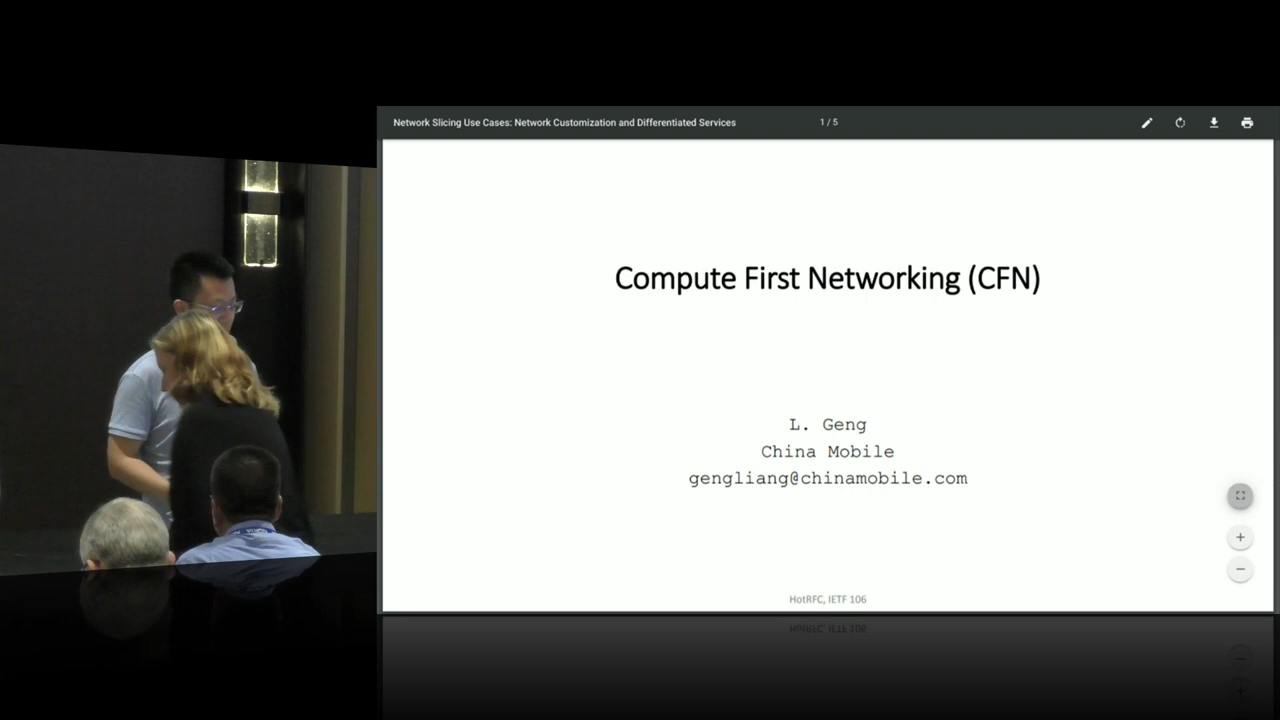 Network Slicing Use Cases: Network Customization and Differentiated Services
1 / 5
Compute First Networking (CFN)
L. Geng
China Mobile
gengliang@chinamobile.com
HotRFC, IETF 106